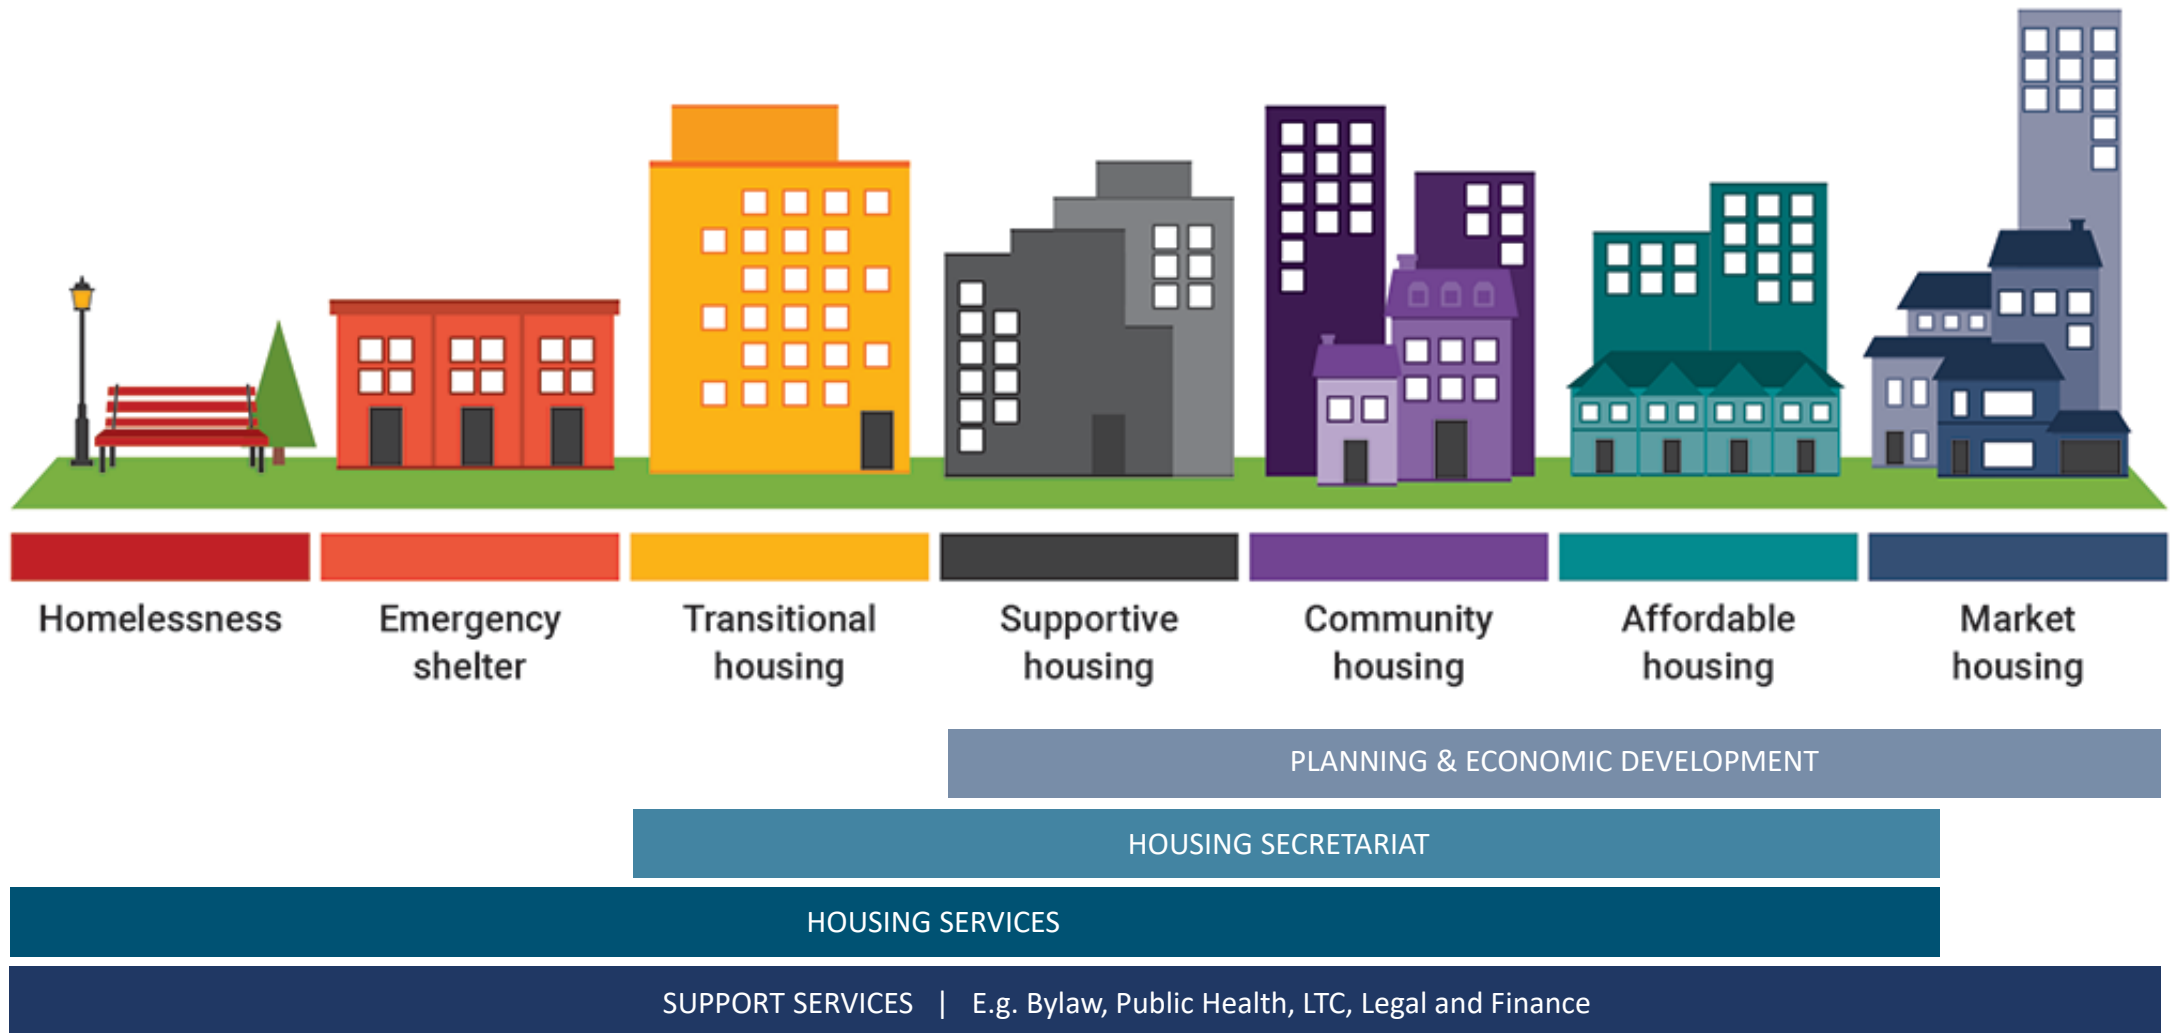 Homelessness
Emergency
shelter
Transitional
housing
Supportive
housing
Community
housing
Affordable
housing
Market
housing
PLANNING & ECONOMIC DEVELOPMENT
HOUSING SECRETARIAT
HOUSING SERVICES
SUPPORT SERVICES | E.g. Bylaw, Public Health, LTC, Legal and Finance